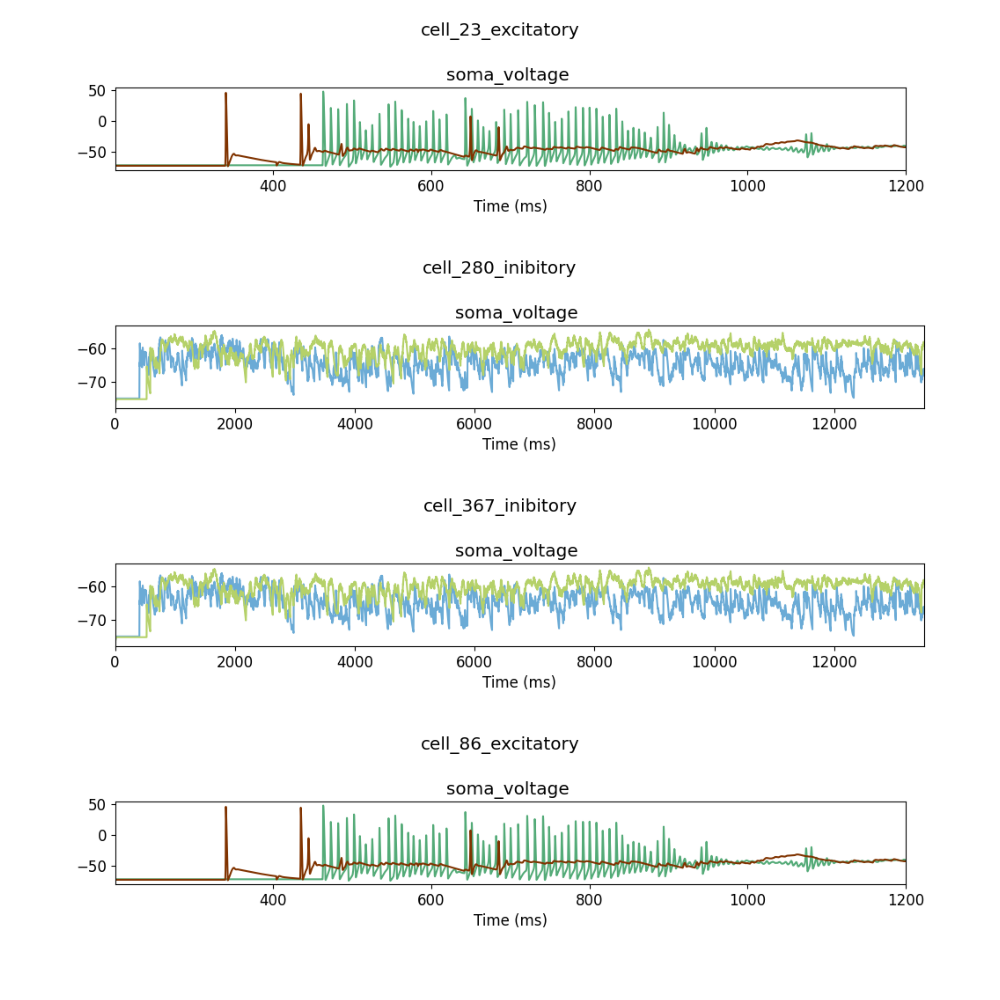 cell_23_excitatory
soma_voltage
50
0
−50
400 600 800 1000 1200
Time (ms)
cell_280_inibitory
soma_voltage
−60
−70
0 2000 4000 6000 8000 10000 12000
Time (ms)
cell_367_inibitory
soma_voltage
−60
−70
0 2000 4000 6000 8000 10000 12000
Time (ms)
cell_86_excitatory
soma_voltage
50
0
−50
400 600 800 1000 1200
Time (ms)